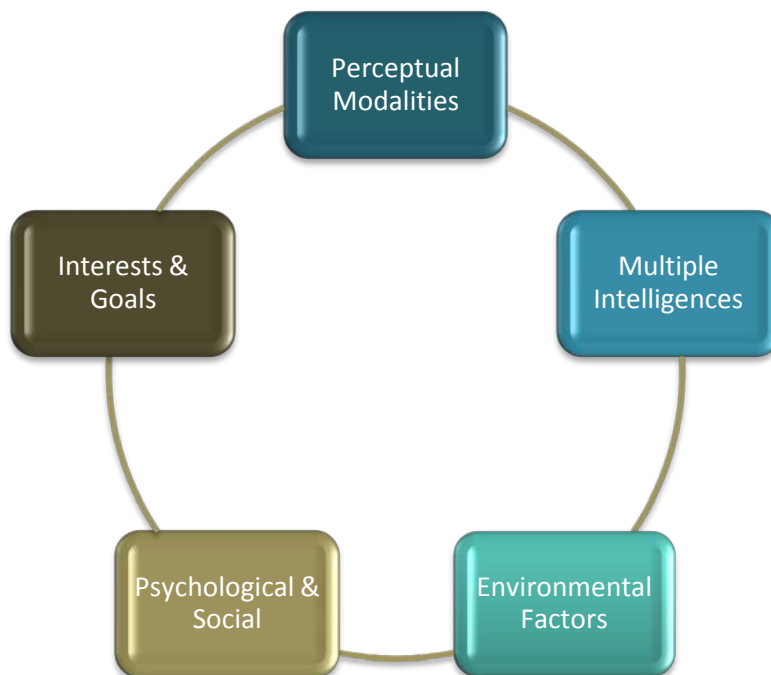 Perceptual
Modalities
Multiple
Intelligences
Environmental
Factors
Psychological &
Social
Interests &
Goals